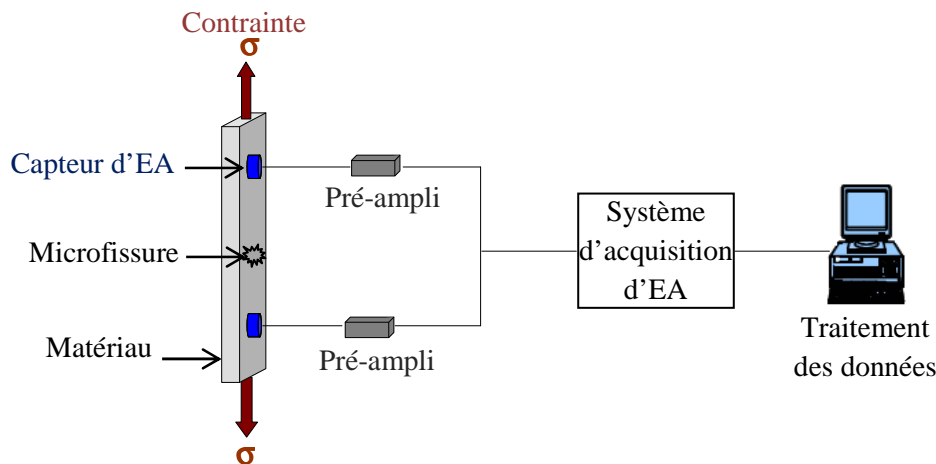 Contrainte
σ
Capteur d'EA
Pré-ampli
Système
d'acquisition
d'EA
Microfissure
Matériau
Pré-ampli
Traitement
des données
σ